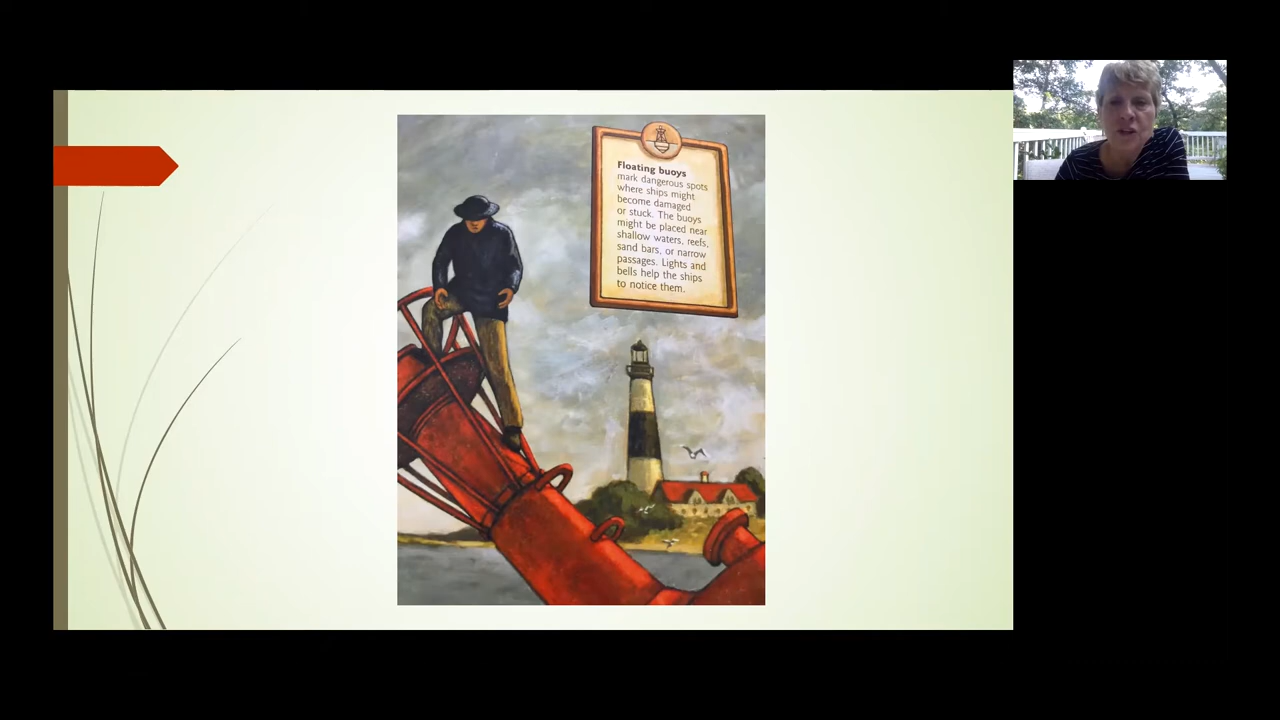 Floating buoys
mark dangerous spots
where ships might
become damaged
or stuck. The buoys
might be placed near
shallow waters, reefs,
sand bars, or narrow
passages. Lights and
bells help the ships
to notice them.